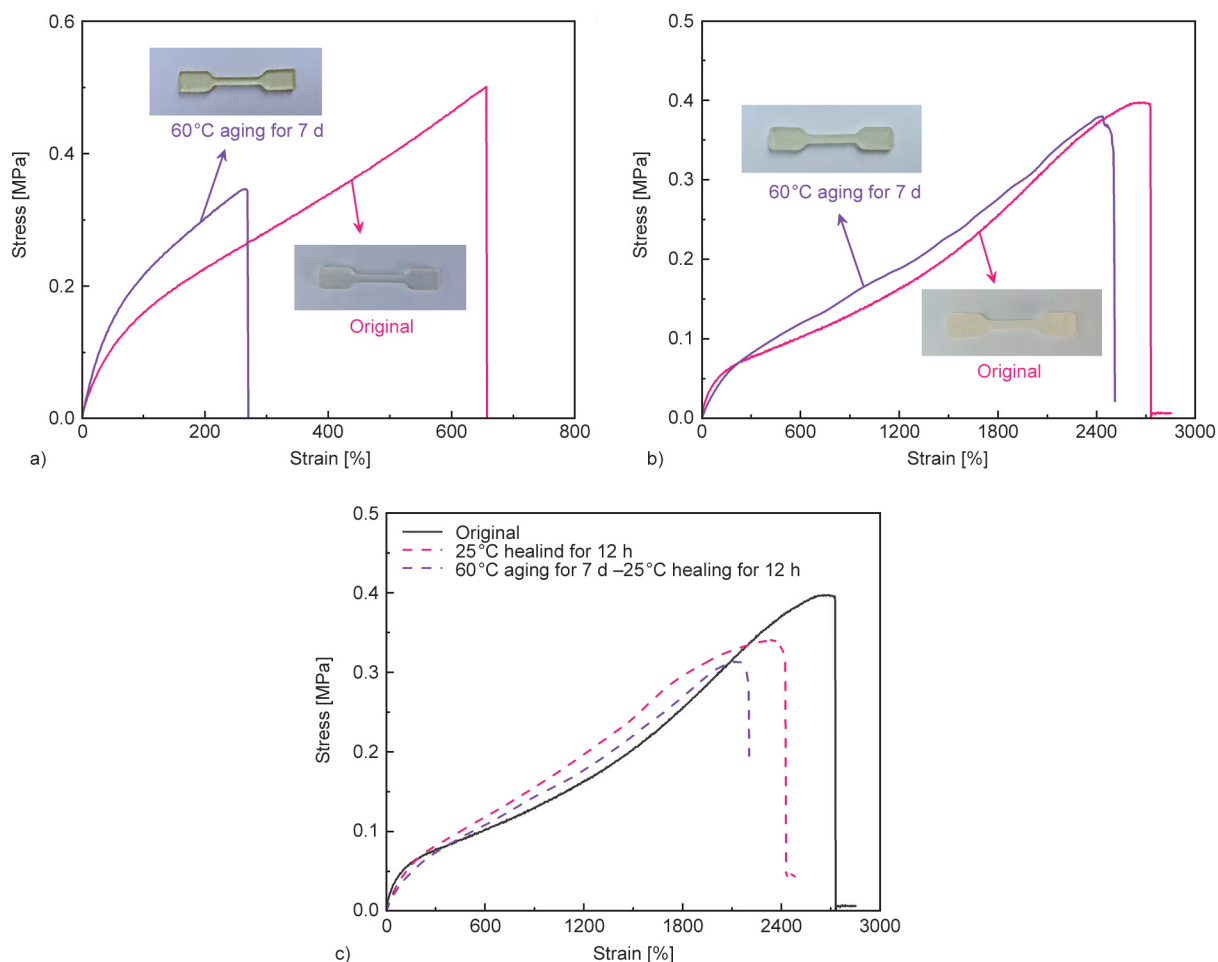 0.6
0.4
0.2
0.0
Stress [MPa]
60°C aging for 7 d
Original
0
200
400
600
800
Strain [%]
a)
0.5
0.4
0.3
0.2
0.1
0.0
Stress [MPa]
60°C aging for 7 d
Original
0
600
1200
1800
2400
3000
Strain [%]
b)
0.5
0.4
0.3
0.2
0.1
0.0
Stress [MPa]
Original
25°C healind for 12 h
60°C aging for 7 d –25°C healing for 12 h
0
600
1200
1800
2400
3000
Strain [%]
c)